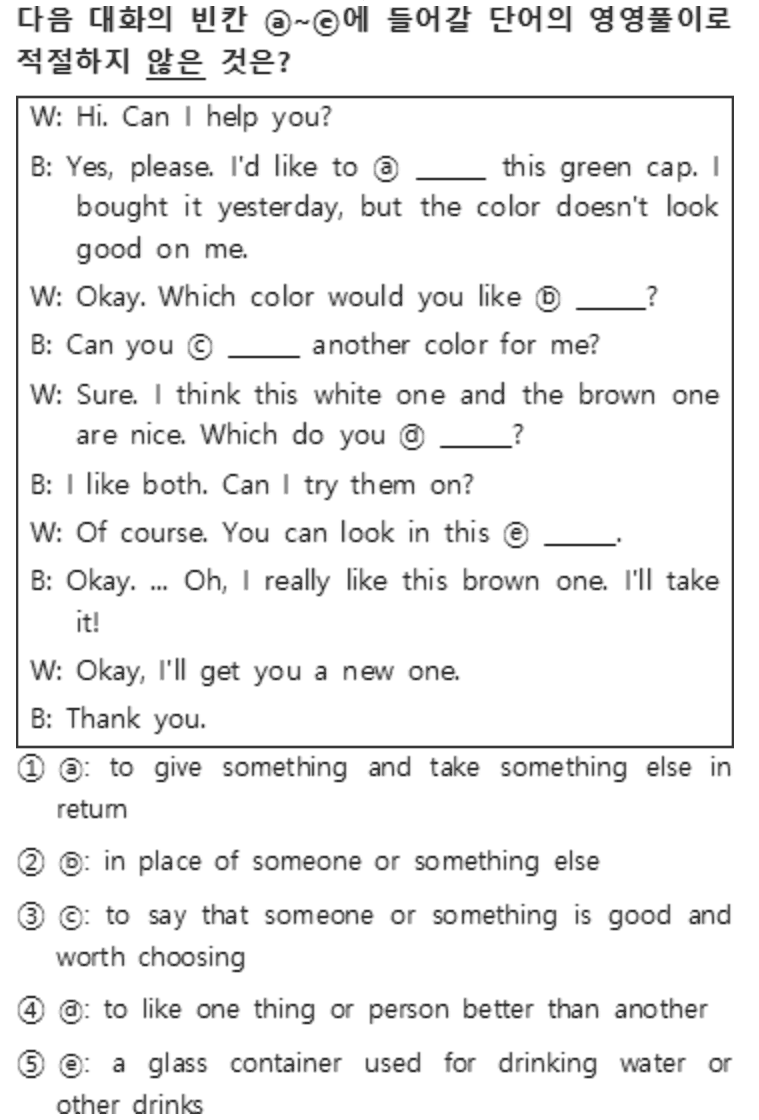 다음 대화의 빈칸 ⓐ~ⓔ에 들어갈 단어의 영영풀이로
적절하지 않은 것은?
W: Hi. Can I help you?
B: Yes, please. I'd like to ⓐ _____ this green cap. I
bought it yesterday, but the color doesn't look
good on me.
W: Okay. Which color would you like ⓑ _____?
B: Can you ⓒ _____ another color for me?
W: Sure. I think this white one and the brown one
are nice. Which do you ⓓ _____?
B: I like both. Can I try them on?
W: Of course. You can look in this ⓔ _____.
B: Okay. ... Oh, I really like this brown one. I'll take
it!
W: Okay, I'll get you a new one.
B: Thank you.
① ⓐ: to give something and take something else in
return
② ⓑ: in place of someone or something else
③ ⓒ: to say that someone or something is good and
worth choosing
④ ⓓ: to like one thing or person better than another
⑤ ⓔ: a glass container used for drinking water or
other drinks